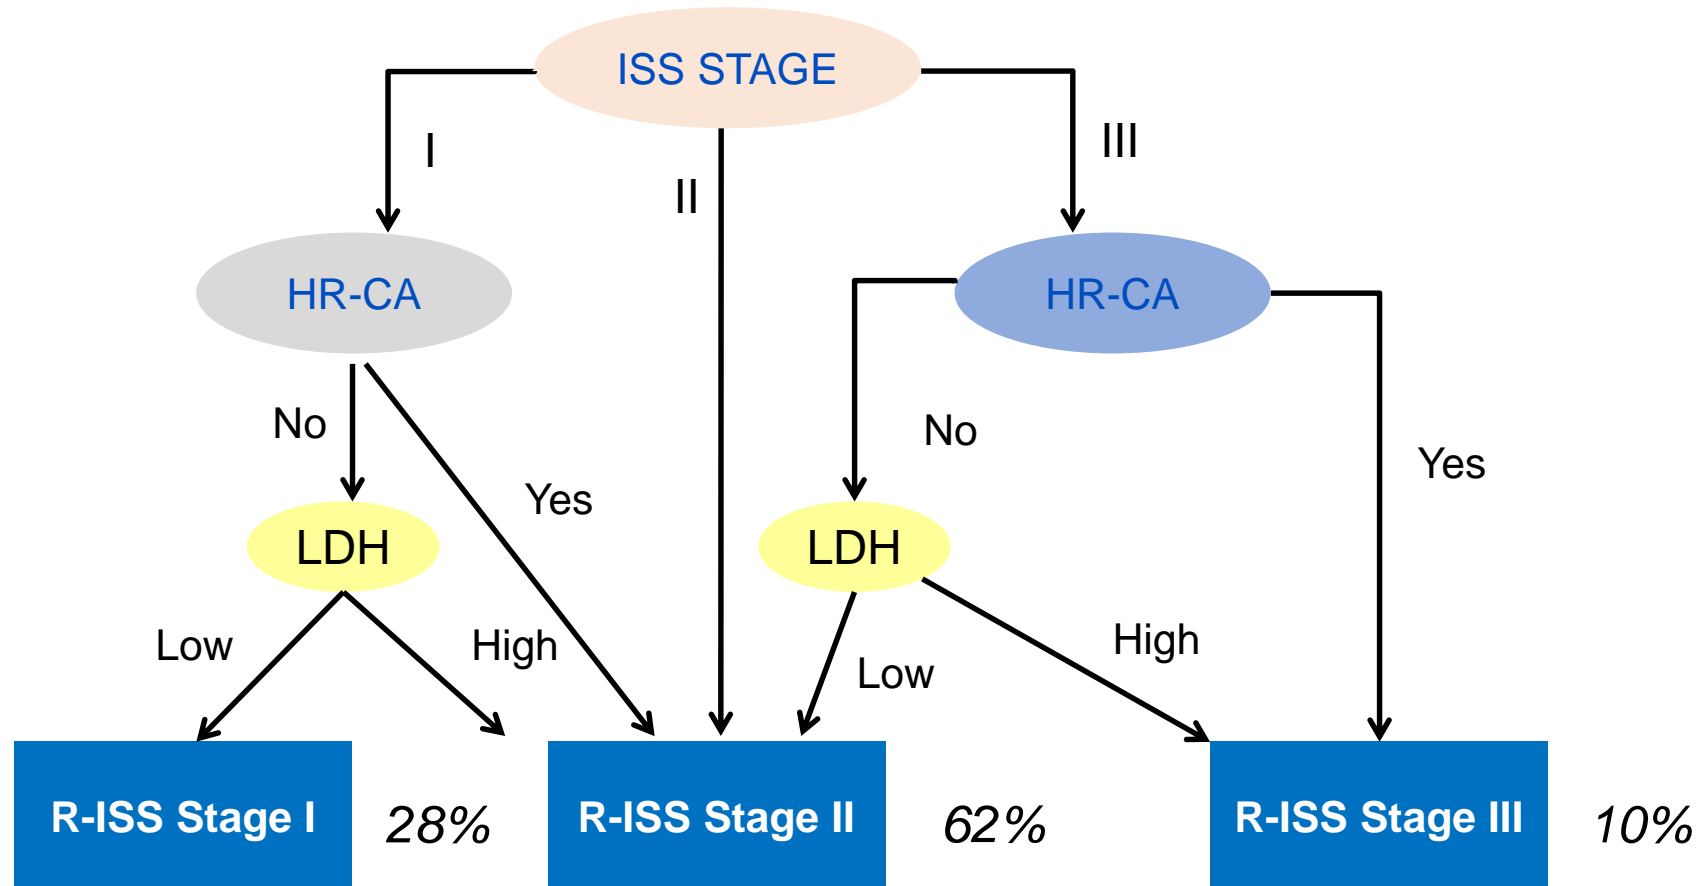 ISS STAGE
I
II
III
HR-CA
HR-CA
No
Yes
No
Yes
LDH
LDH
Low
High
Low
High
R-ISS Stage I
28%
R-ISS Stage II
62%
R-ISS Stage III
10%